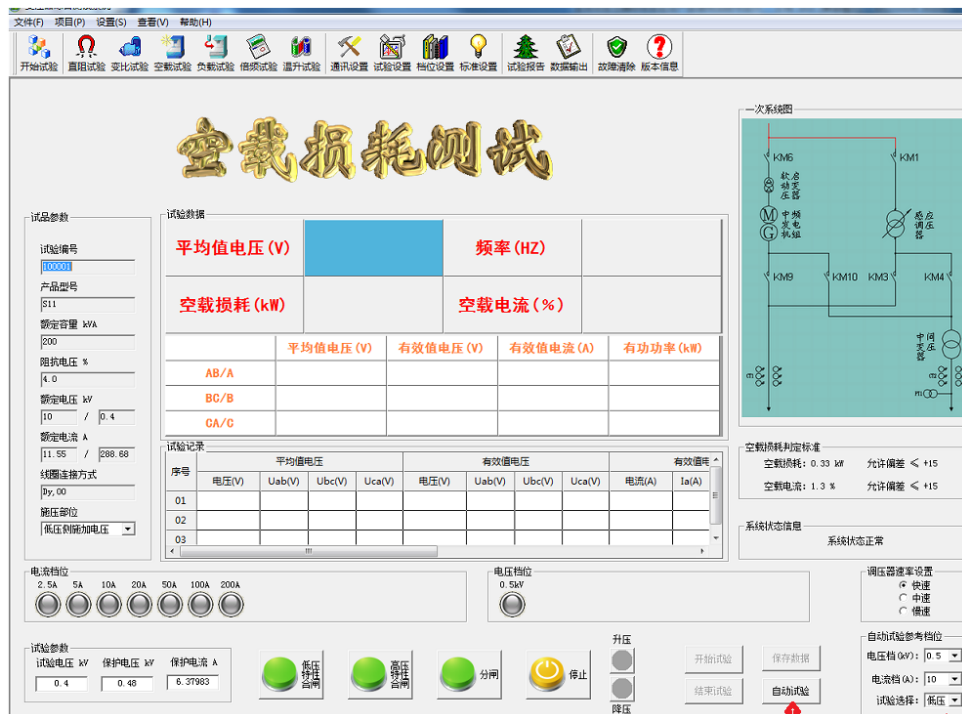 文件(F) 项目(P) 设置(S) 查看(V) 帮助(H)
开始试验 直阻试验 变比试验 空载试验 负载试验 倍频试验 温升试验 通讯设置 试验设置 档位设置 标准设置 试验报告 数据输出 故障清除 版本信息
空载损耗测试
试品参数
试验编号
100001
产品型号
S11
额定容量 kVA
200
阻抗电压 %
4.0
额定电压 kV
10 / 0.4
额定电流 A
11.55 / 288.68
线圈连接方式
Dy,00
施压部位
低压侧施加电压
试验数据
平均值电压(V) 频率(HZ)
空载损耗(kW) 空载电流(%)
平均值电压(V) 有效值电压(V) 有效值电流(A) 有功功率(kW)
AB/A
BC/B
CA/C
试验记录
序号 平均值电压 有效值电压 有效值电
电压(V) Uab(V) Ubc(V) Uca(V) 电压(V) Uab(V) Ubc(V) Uca(V) 电流(A) Ia(A)
01
02
03
一次系统图
KM6 KM1
软启动变压器
M 中频发电机组
G
感应调压器
KM9 KM10 KM3 KM4
中间变压器
空载损耗判定标准
空载损耗: 0.33 kW 允许偏差 ≤ +15
空载电流: 1.3 % 允许偏差 ≤ +15
系统状态信息
系统状态正常
电流档位
2.5A 5A 10A 20A 50A 100A 200A
电压档位
0.5kV
调压器速率设置
快速
中速
慢速
试验参数
试验电压 kV 保护电压 kV 保护电流 A
0.4 0.48 6.37983
低压特性合闸
高压特性合闸
分闸
停止
升压
降压
开始试验 保存数据
结束试验 自动试验
自动试验参考档位
电压档(kV): 0.5
电流档(A): 10
试验选择: 低压